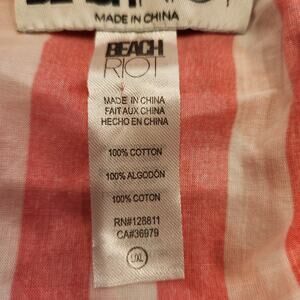 MADE IN CHINA
BEACH
RIOT
MADE IN CHINA
FAIT AUX CHINA
HECHO EN CHINA
100% COTTON
100% ALGODÓN
100% COTON
RN#128811
CA#36979
L/XL